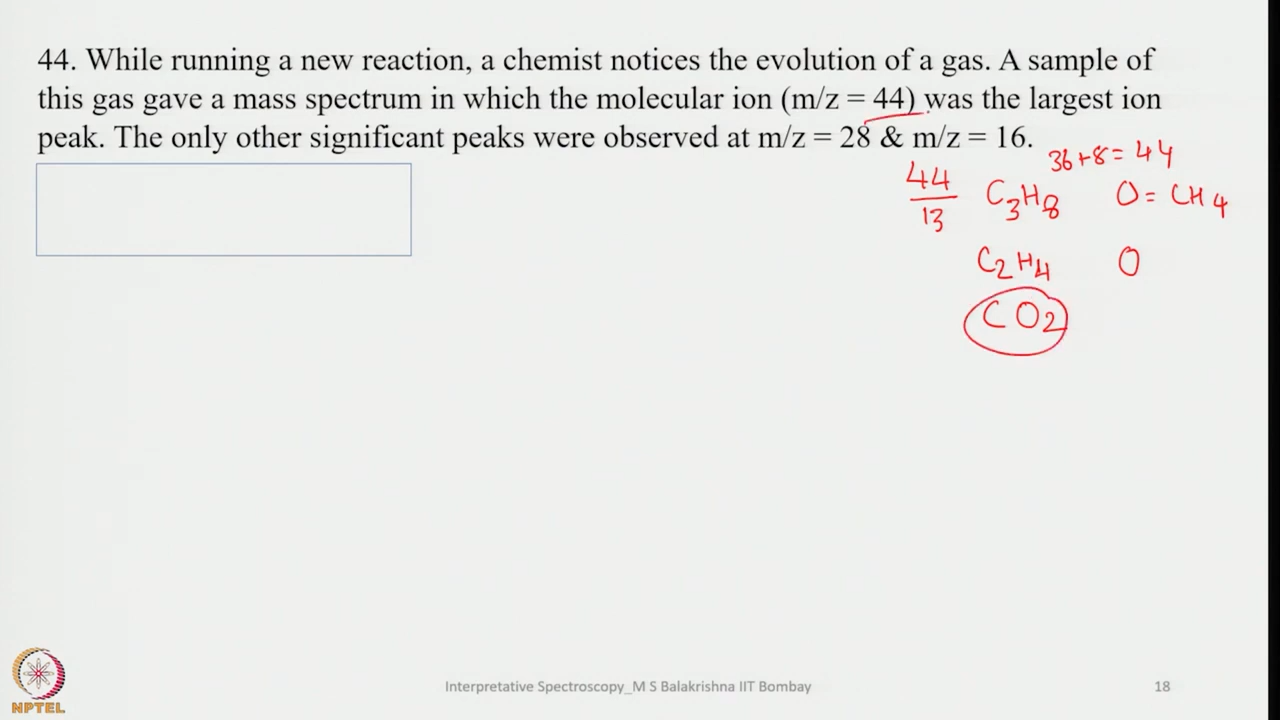 44. While running a new reaction, a chemist notices the evolution of a gas. A sample of
this gas gave a mass spectrum in which the molecular ion (m/z = 44) was the largest ion
peak. The only other significant peaks were observed at m/z = 28 & m/z = 16.
36+8 = 44
44
13
C3H8
O = CH4
C2H4
O
CO2
NPTEL
Interpretative Spectroscopy_M S Balakrishna IIT Bombay
18